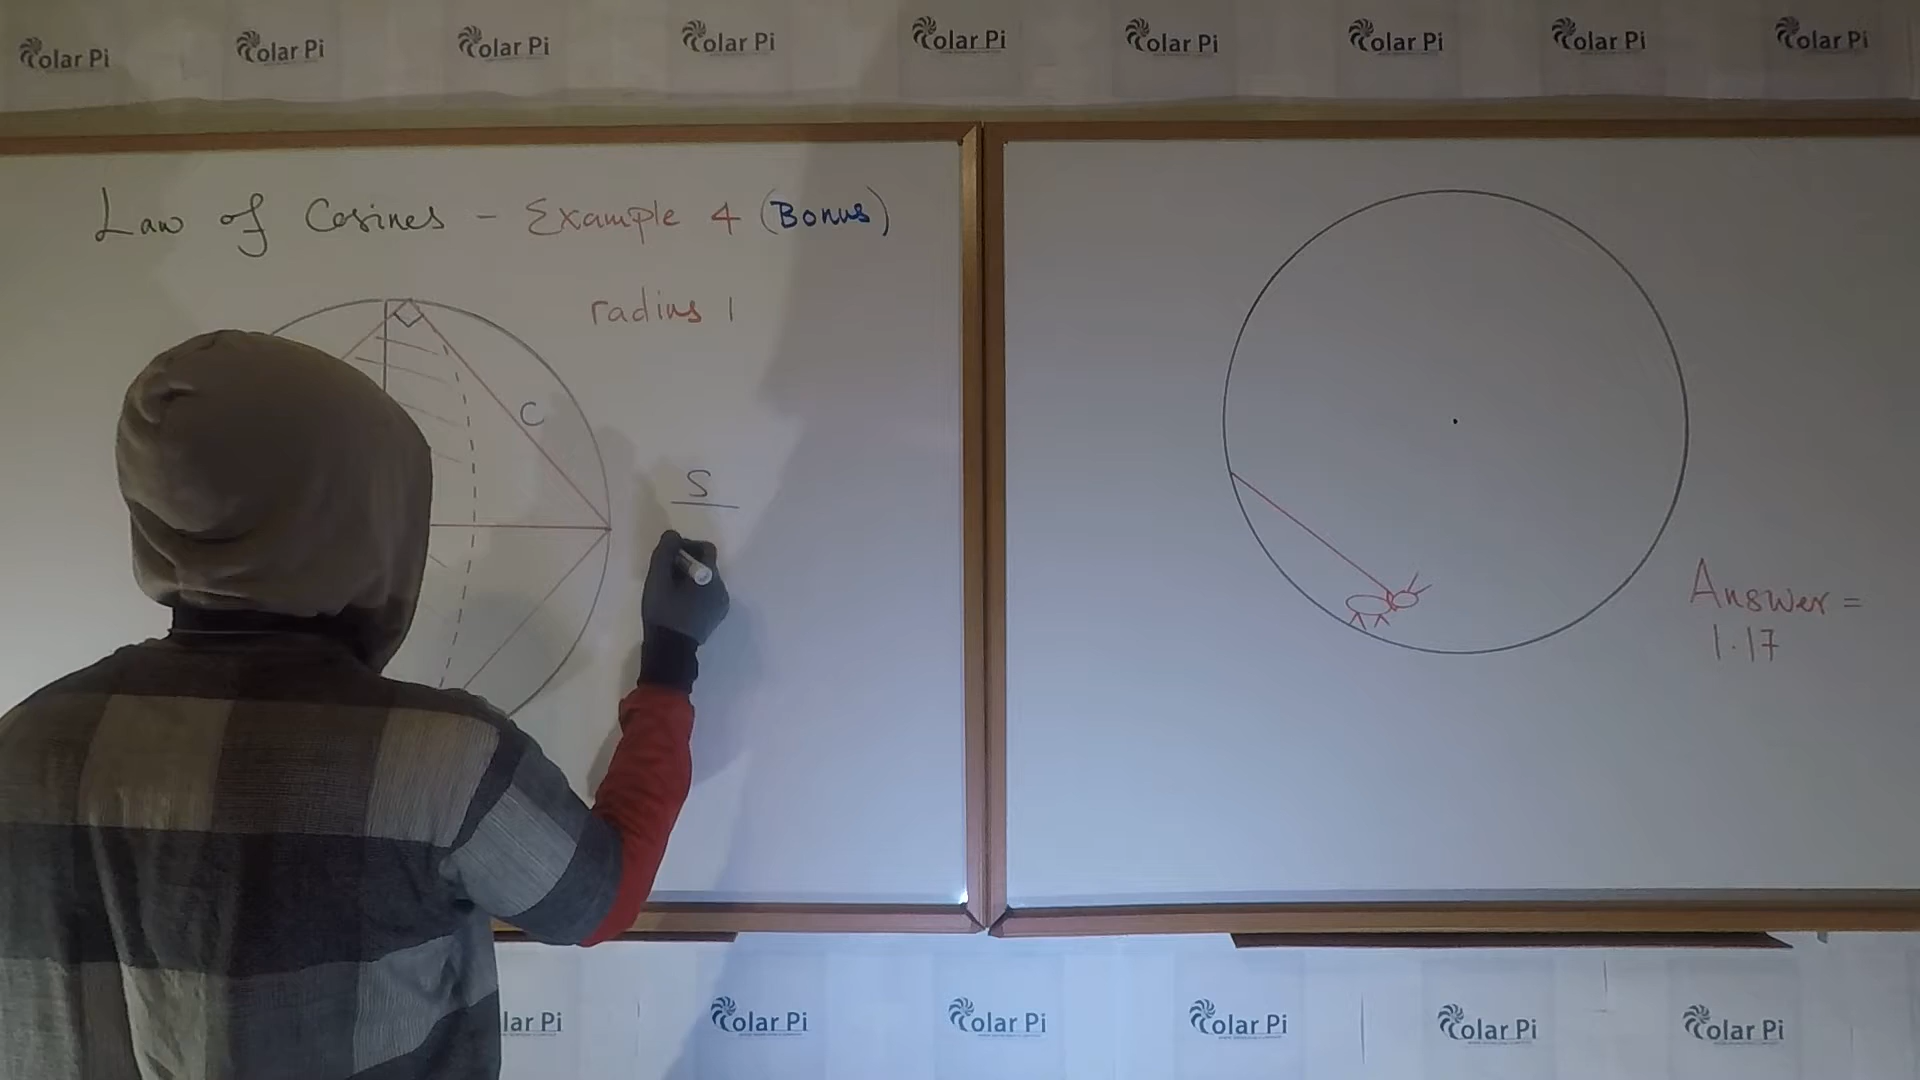 Colar Pi Colar Pi Colar Pi Colar Pi Colar Pi Colar Pi Colar Pi Colar Pi Colar Pi
Law of Cosines - Example 4 (Bonus)
radius 1
C
S
Answer =
1.17
lar Pi Colar Pi Colar Pi Colar Pi Colar Pi Colar Pi